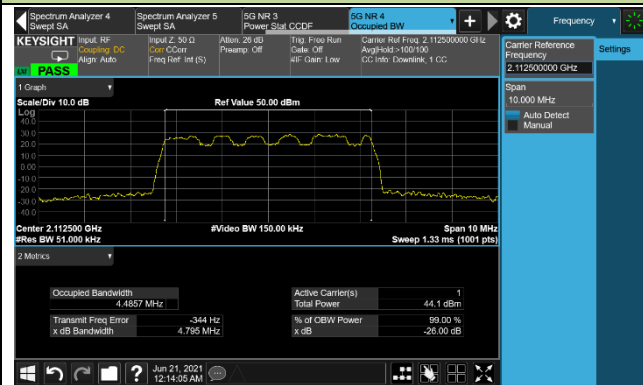 Spectrum Analyzer 4
Swept SA
Spectrum Analyzer 5
Swept SA
5G NR 3
Power Stat CCDF
5G NR 4
Occupied BW
Frequency
KEYSIGHT
Input: RF
Coupling: DC
Align: Auto
Input Z: 50 Ω
Corr CCorr
Freq Ref: Int (S)
Atten: 26 dB
Preamp: Off
Trig: Free Run
Gate: Off
#IF Gain: Low
Carrier Ref Freq: 2.112500000 GHz
Avg|Hold:>100/100
CC Info: Downlink, 1 CC
PASS
Carrier Reference
Frequency
2.112500000 GHz
Settings
Span
10.000 MHz
Auto Detect
Manual
1 Graph
Scale/Div 10.0 dB
Ref Value 50.00 dBm
Log
40.0
30.0
20.0
10.0
0.00
-10.0
-20.0
-30.0
-40.0
Center 2.112500 GHz
#Video BW 150.00 kHz
Span 10 MHz
#Res BW 51.000 kHz
Sweep 1.33 ms (1001 pts)
2 Metrics
Occupied Bandwidth
4.4857 MHz
Active Carrier(s)
1
Total Power
44.1 dBm
Transmit Freq Error
-344 Hz
% of OBW Power
99.00 %
x dB Bandwidth
4.795 MHz
x dB
-26.00 dB
Jun 21, 2021
12:14:05 AM